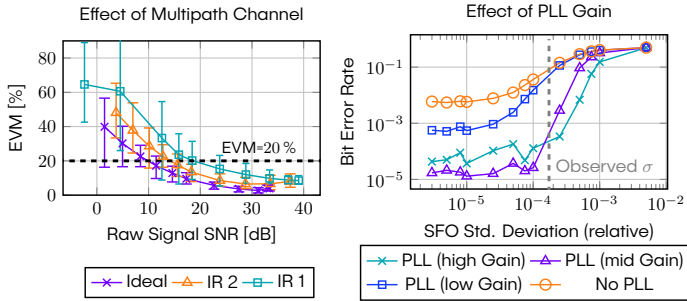 Effect of Multipath Channel
EVM [%]
80
60
40
20
0
EVM=20 %
0 10 20 30 40
Raw Signal SNR [dB]
Ideal IR 2 IR 1
Effect of PLL Gain
Bit Error Rate
10⁻¹
10⁻³
10⁻⁵
Observed σ
10⁻⁵ 10⁻⁴ 10⁻³ 10⁻²
SFO Std. Deviation (relative)
PLL (high Gain) PLL (mid Gain)
PLL (low Gain) No PLL